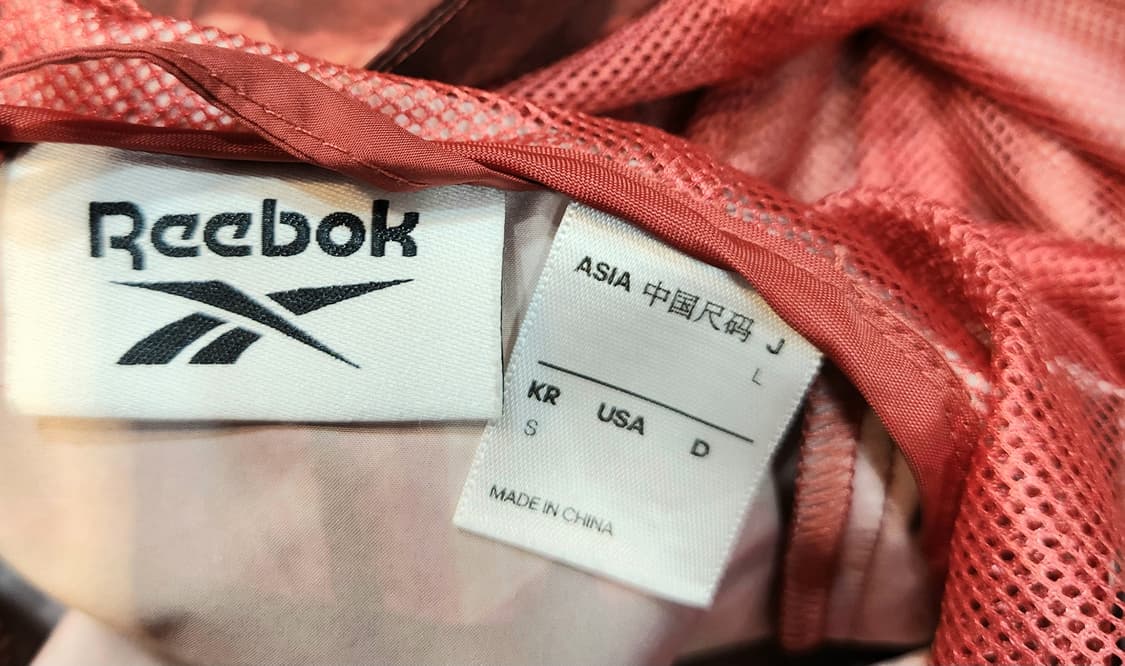 Reebok
ASIA 中国尺码 J
L
KR USA D
S
MADE IN CHINA